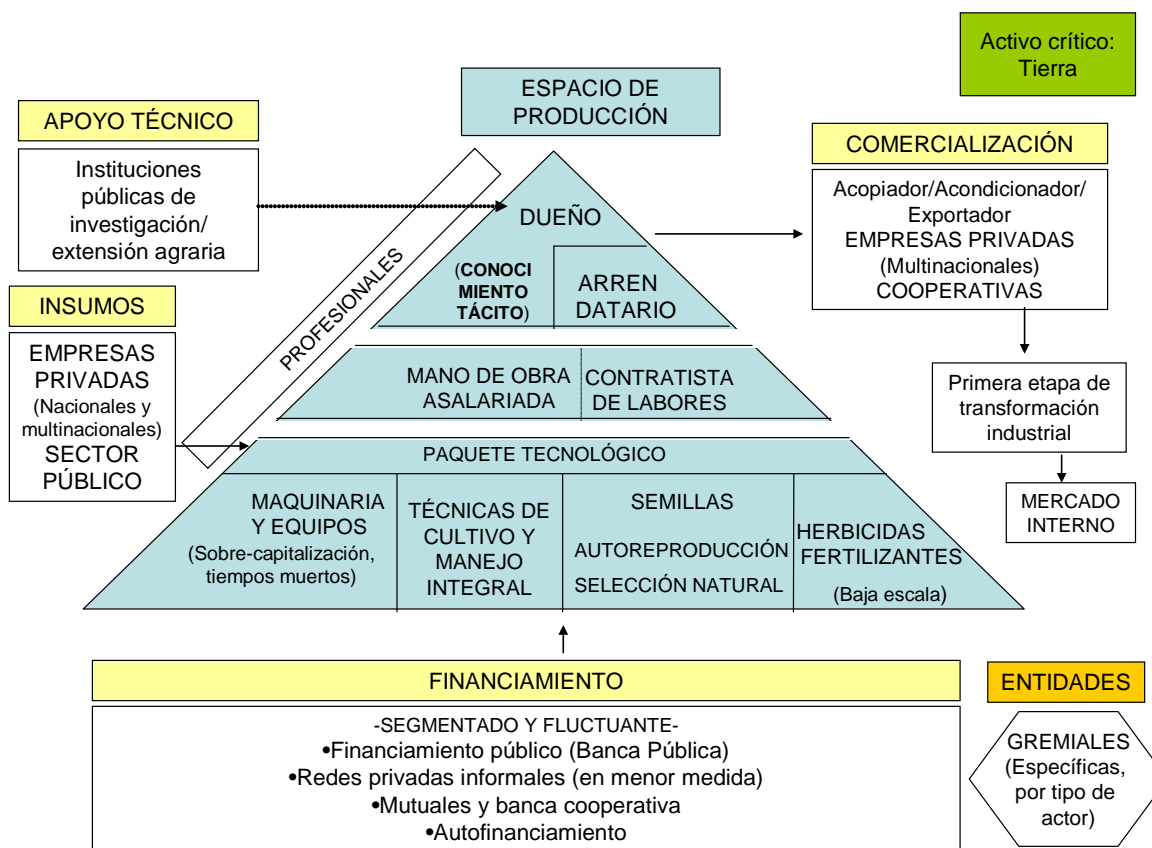 Activo crítico:
Tierra
ESPACIO DE
PRODUCCIÓN
APOYO TÉCNICO
Instituciones
públicas de
investigación/
extensión agraria
INSUMOS
EMPRESAS
PRIVADAS
(Nacionales y
multinacionales)
SECTOR
PÚBLICO
PROFESIONALES
DUEÑO
(CONOCI
MIENTO
TÁCITO)
ARREN
DATARIO
MANO DE OBRA
ASALARIADA
CONTRATISTA
DE LABORES
PAQUETE TECNOLÓGICO
MAQUINARIA
Y EQUIPOS
(Sobre-capitalización,
tiempos muertos)
TÉCNICAS DE
CULTIVO Y
MANEJO
INTEGRAL
SEMILLAS
AUTOREPRODUCCIÓN
SELECCIÓN NATURAL
HERBICIDAS
FERTILIZANTES
(Baja escala)
COMERCIALIZACIÓN
Acopiador/Acondicionador/
Exportador
EMPRESAS PRIVADAS
(Multinacionales)
COOPERATIVAS
Primera etapa de
transformación
industrial
MERCADO
INTERNO
FINANCIAMIENTO
-SEGMENTADO Y FLUCTUANTE-
•Financiamiento público (Banca Pública)
•Redes privadas informales (en menor medida)
•Mutuales y banca cooperativa
•Autofinanciamiento
ENTIDADES
GREMIALES
(Específicas,
por tipo de
actor)